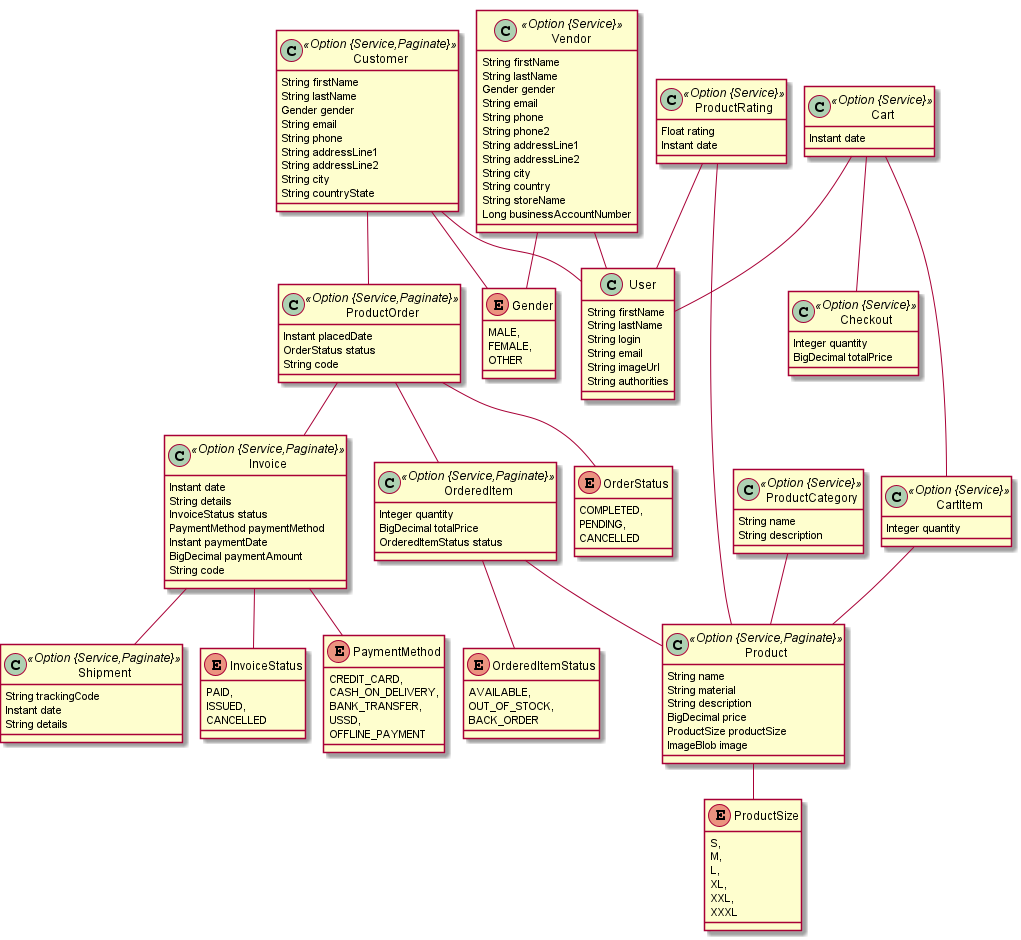 C «Option {Service,Paginate}»
Customer
String firstName
String lastName
Gender gender
String email
String phone
String addressLine1
String addressLine2
String city
String countryState
C «Option {Service}»
Vendor
String firstName
String lastName
Gender gender
String email
String phone
String phone2
String addressLine1
String addressLine2
String city
String country
String storeName
Long businessAccountNumber
C «Option {Service}»
ProductRating
Float rating
Instant date
C «Option {Service}»
Cart
Instant date
C «Option {Service,Paginate}»
ProductOrder
Instant placedDate
OrderStatus status
String code
E Gender
MALE,
FEMALE,
OTHER
C User
String firstName
String lastName
String login
String email
String imageUrl
String authorities
C «Option {Service}»
Checkout
Integer quantity
BigDecimal totalPrice
C «Option {Service,Paginate}»
Invoice
Instant date
String details
InvoiceStatus status
PaymentMethod paymentMethod
Instant paymentDate
BigDecimal paymentAmount
String code
C «Option {Service,Paginate}»
OrderedItem
Integer quantity
BigDecimal totalPrice
OrderedItemStatus status
E OrderStatus
COMPLETED,
PENDING,
CANCELLED
C «Option {Service}»
ProductCategory
String name
String description
C «Option {Service}»
CartItem
Integer quantity
C «Option {Service,Paginate}»
Shipment
String trackingCode
Instant date
String details
E InvoiceStatus
PAID,
ISSUED,
CANCELLED
E PaymentMethod
CREDIT_CARD,
CASH_ON_DELIVERY,
BANK_TRANSFER,
USSD,
OFFLINE_PAYMENT
E OrderedItemStatus
AVAILABLE,
OUT_OF_STOCK,
BACK_ORDER
C «Option {Service,Paginate}»
Product
String name
String material
String description
BigDecimal price
ProductSize productSize
ImageBlob image
E ProductSize
S,
M,
L,
XL,
XXL,
XXXL